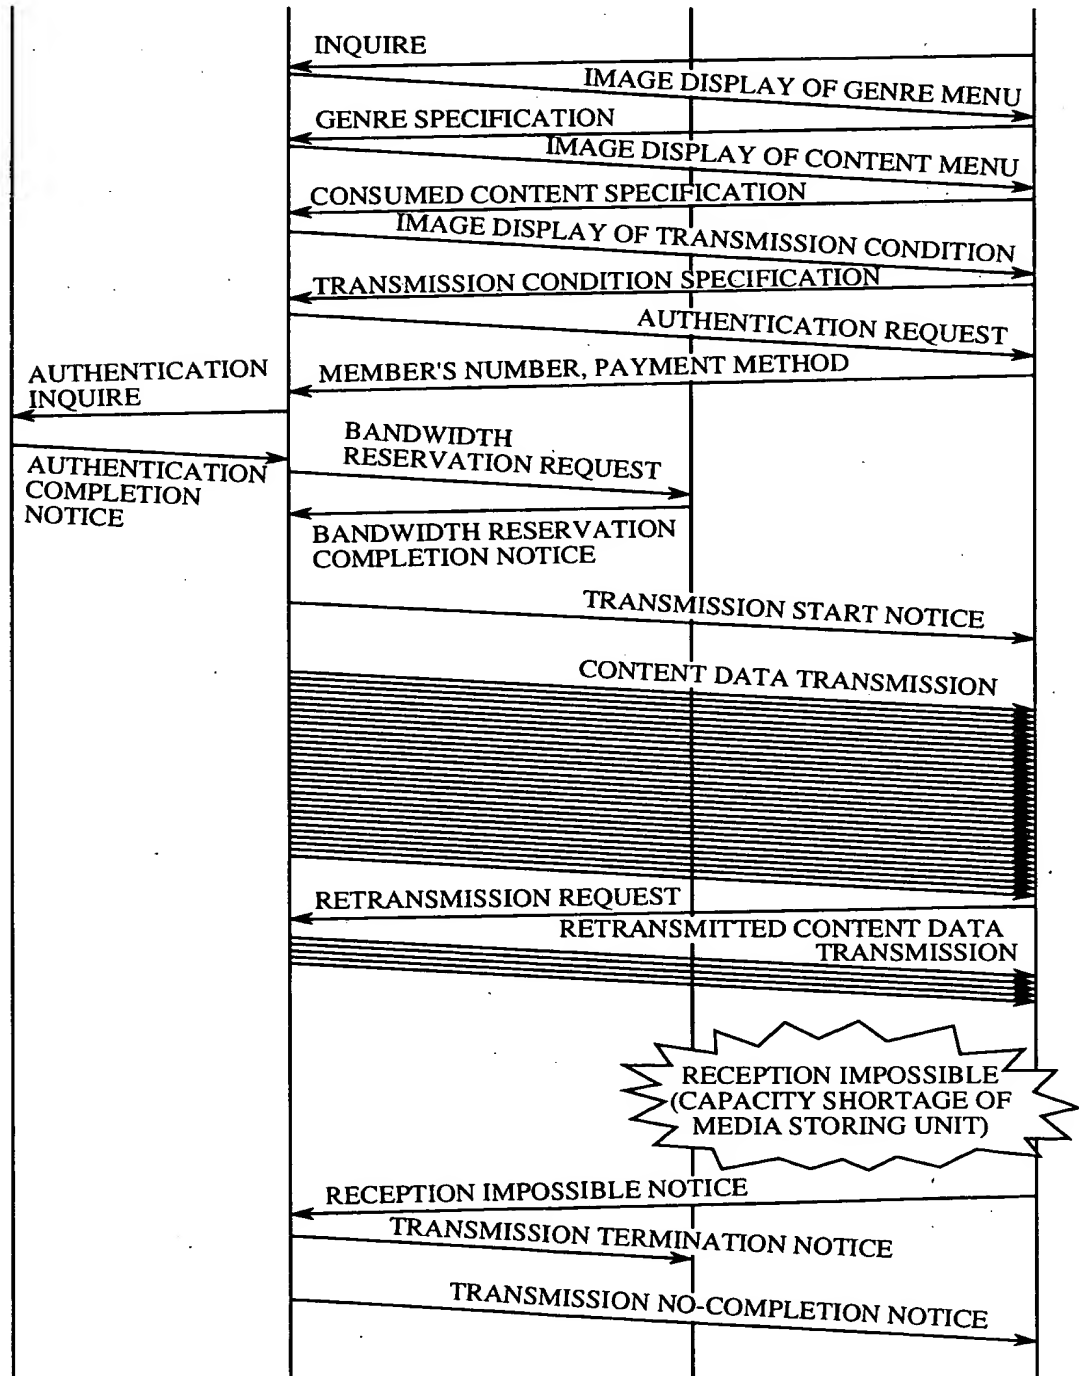 INQUIRE
IMAGE DISPLAY OF GENRE MENU
GENRE SPECIFICATION
IMAGE DISPLAY OF CONTENT MENU
CONSUMED CONTENT SPECIFICATION
IMAGE DISPLAY OF TRANSMISSION CONDITION
TRANSMISSION CONDITION SPECIFICATION
AUTHENTICATION REQUEST
MEMBER'S NUMBER, PAYMENT METHOD
AUTHENTICATION
INQUIRE
BANDWIDTH
RESERVATION REQUEST
AUTHENTICATION
COMPLETION
NOTICE
BANDWIDTH RESERVATION
COMPLETION NOTICE
TRANSMISSION START NOTICE
CONTENT DATA TRANSMISSION
RETRANSMISSION REQUEST
RETRANSMITTED CONTENT DATA
TRANSMISSION
RECEPTION IMPOSSIBLE
(CAPACITY SHORTAGE OF
MEDIA STORING UNIT)
RECEPTION IMPOSSIBLE NOTICE
TRANSMISSION TERMINATION NOTICE
TRANSMISSION NO-COMPLETION NOTICE